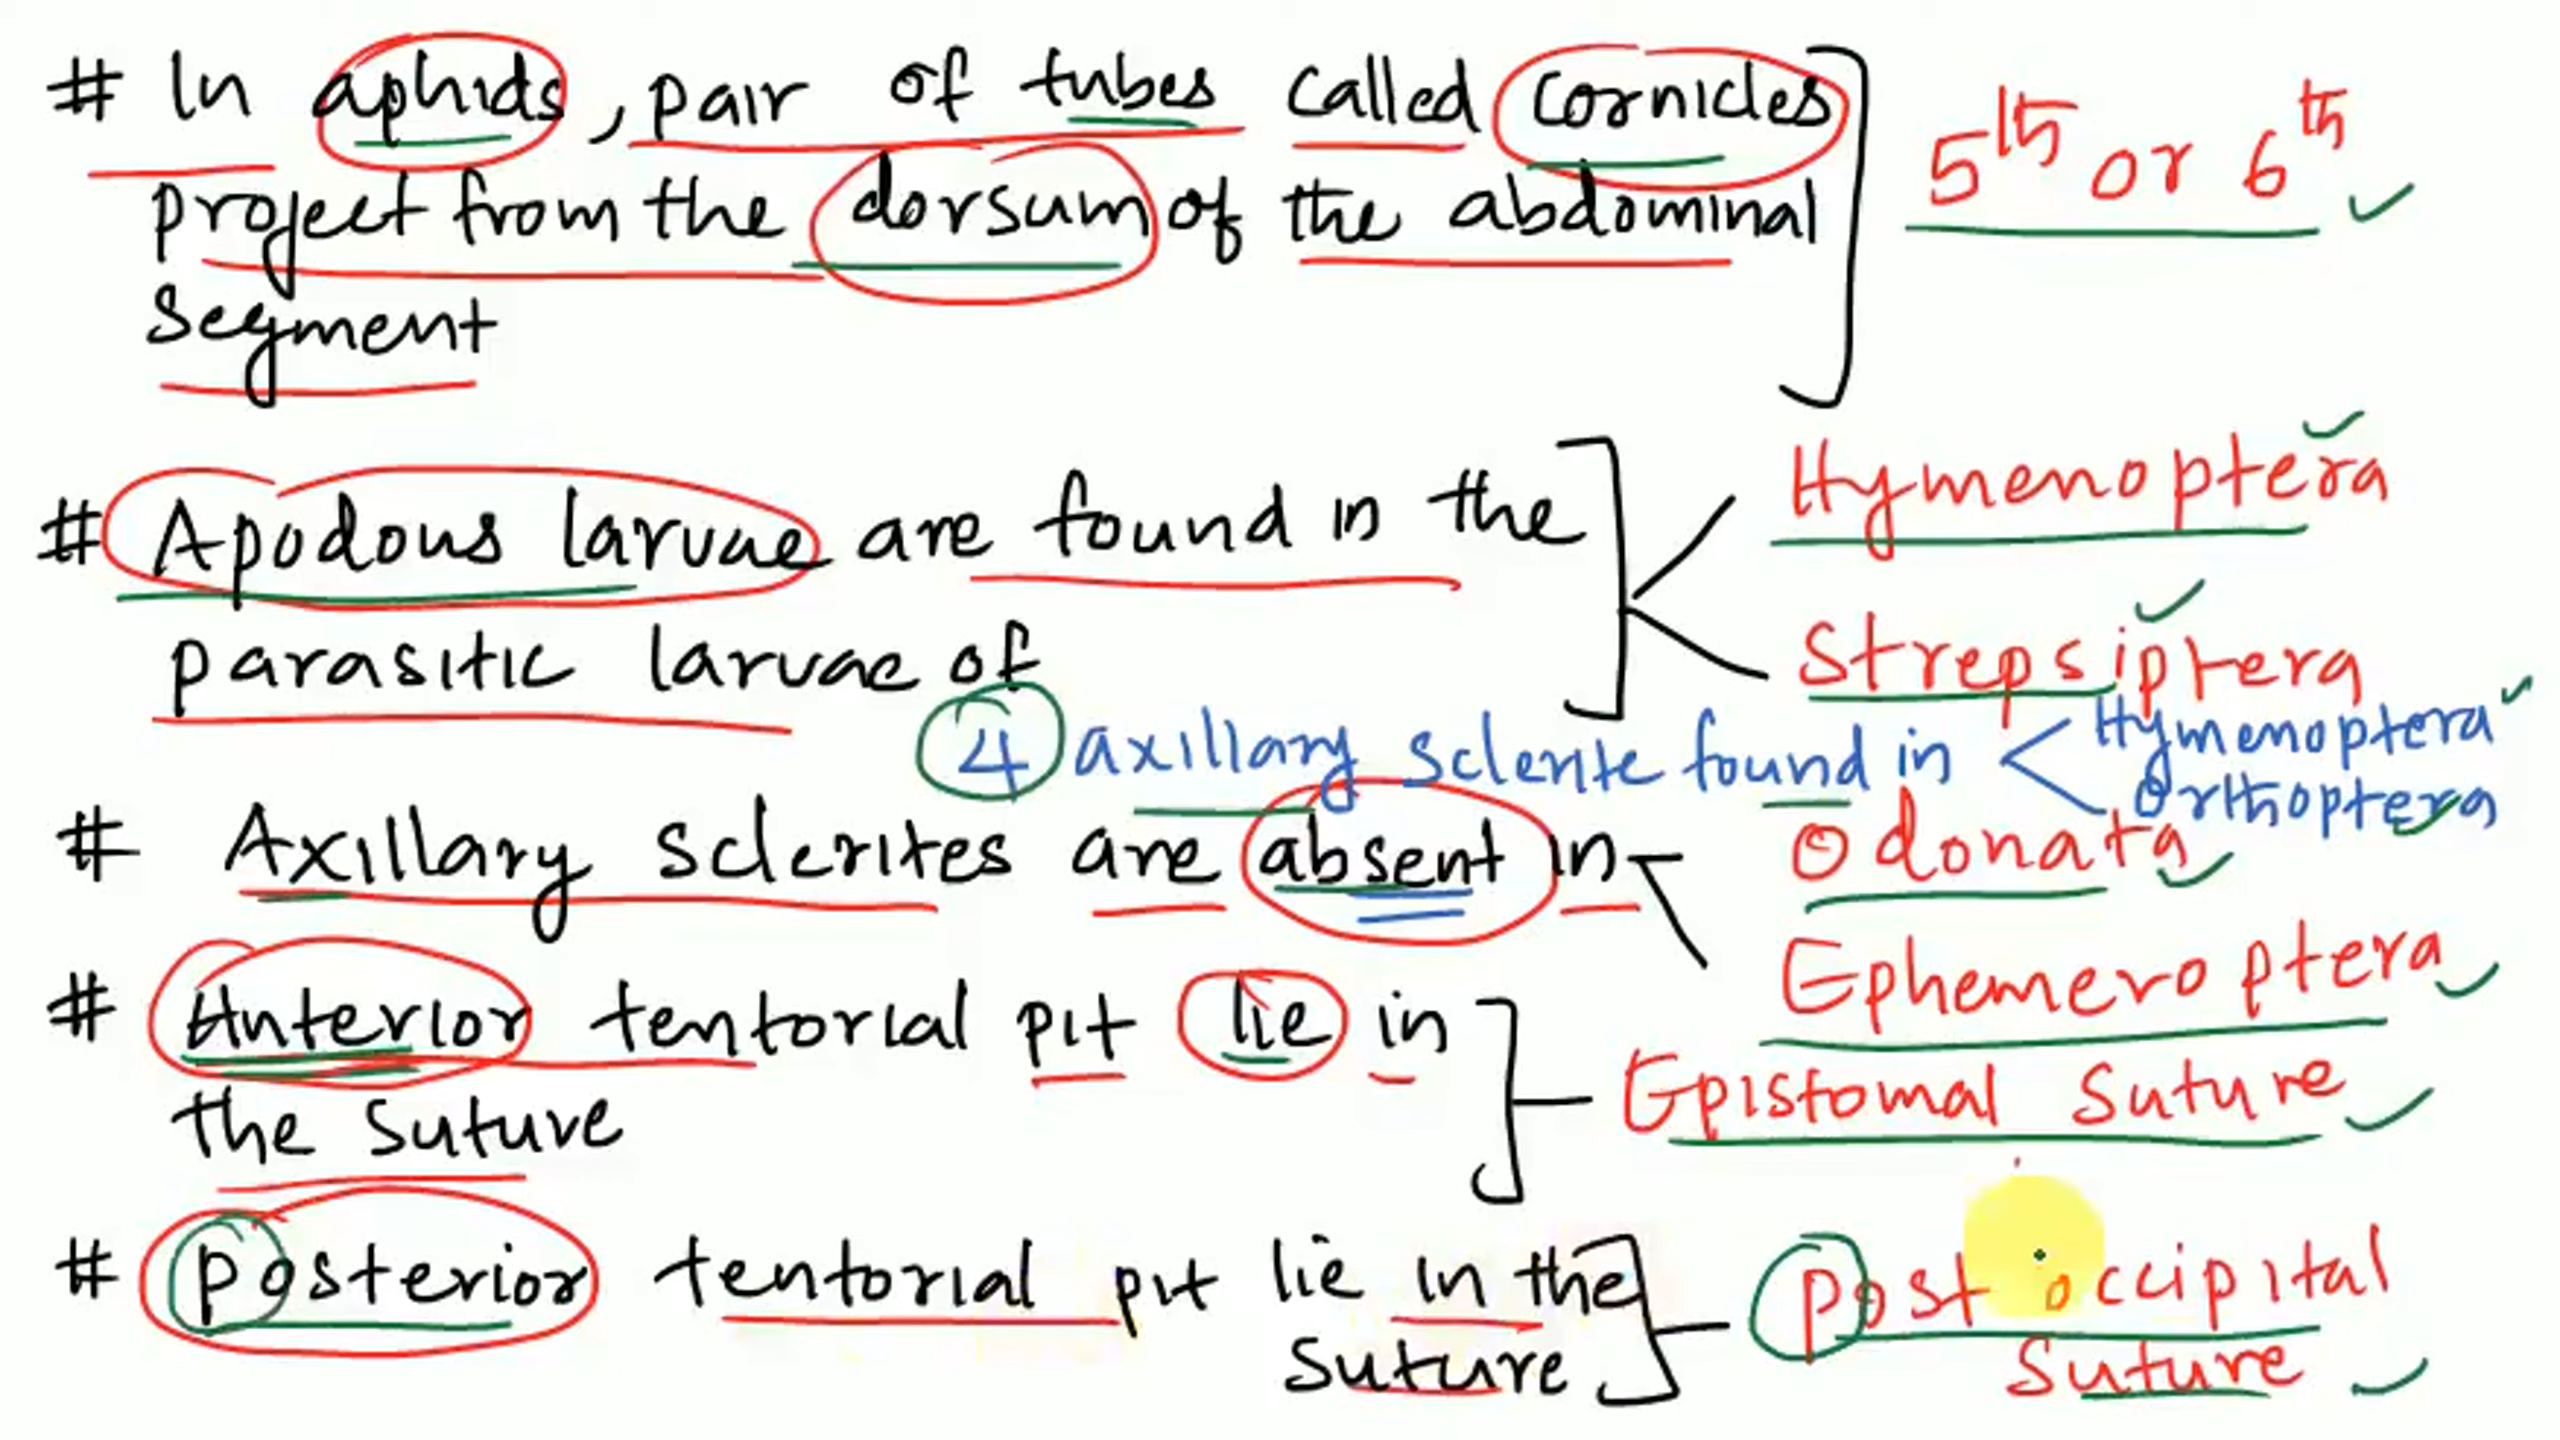 # In aphids, pair of tubes called cornicles
project from the dorsum of the abdominal
segment
5th or 6th
# Apodous larvae are found in the
parasitic larvae of
Hymenoptera
Strepsiptera
4 axillary sclerite found in
Hymenoptera
Orthoptera
# Axillary sclerites are absent in
Odonata
Ephemeroptera
# Anterior tentorial pit lie in
the suture
Epistomal Suture
# Posterior tentorial pit lie in the
suture
Post occipital
Suture